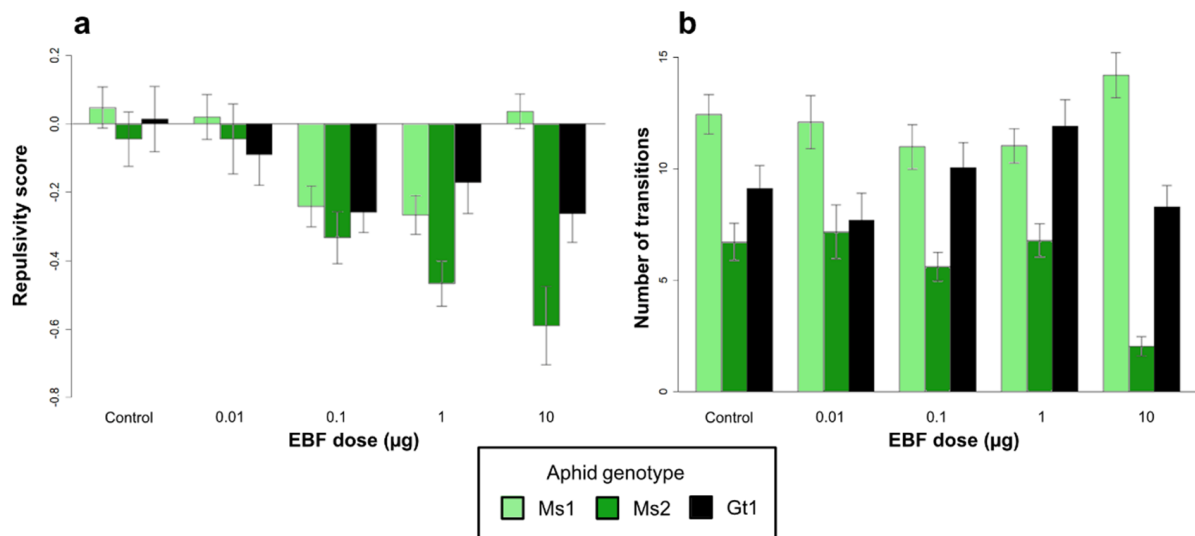 a
b
Repulsivity score
0.2
0.0
-0.2
-0.4
-0.6
-0.8
Control 0.01 0.1 1 10
EBF dose (µg)
Number of transitions
15
10
5
0
Control 0.01 0.1 1 10
EBF dose (µg)
Aphid genotype
Ms1 Ms2 Gt1